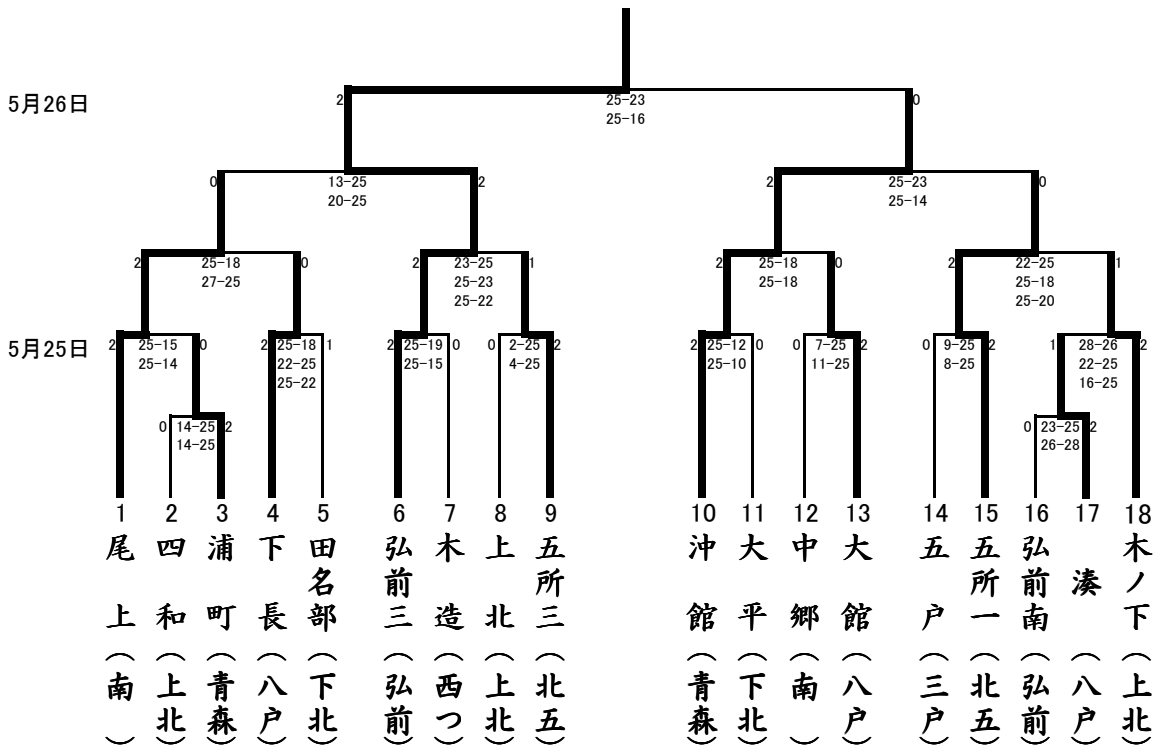 5月26日
2 25-23 0
25-16
0 13-25 2
20-25
2 25-23 0
25-14
2 25-18 0
27-25
2 23-25 1
25-23
25-22
2 25-18 0
25-18
2 22-25 1
25-18
25-20
5月25日
2 25-15 0
25-14
2 25-18 1
22-25
25-22
2 25-19 0
25-15
0 2-25 2
4-25
2 25-12 0
25-10
0 7-25 2
11-25
0 9-25 2
8-25
1 28-26 2
22-25
16-25
0 14-25 2
14-25
0 23-25 2
26-28
1 尾上(南)
2 四和(上北)
3 浦町(青森)
4 下長(八戸)
5 田名部(下北)
6 弘前三(弘前)
7 木造(西つ)
8 上北(上北)
9 五所三(北五)
10 沖館(青森)
11 大平(下北)
12 中郷(南)
13 大館(八戸)
14 五戸(三戸)
15 五所一(北五)
16 弘前南(弘前)
17 湊(八戸)
18 木ノ下(上北)